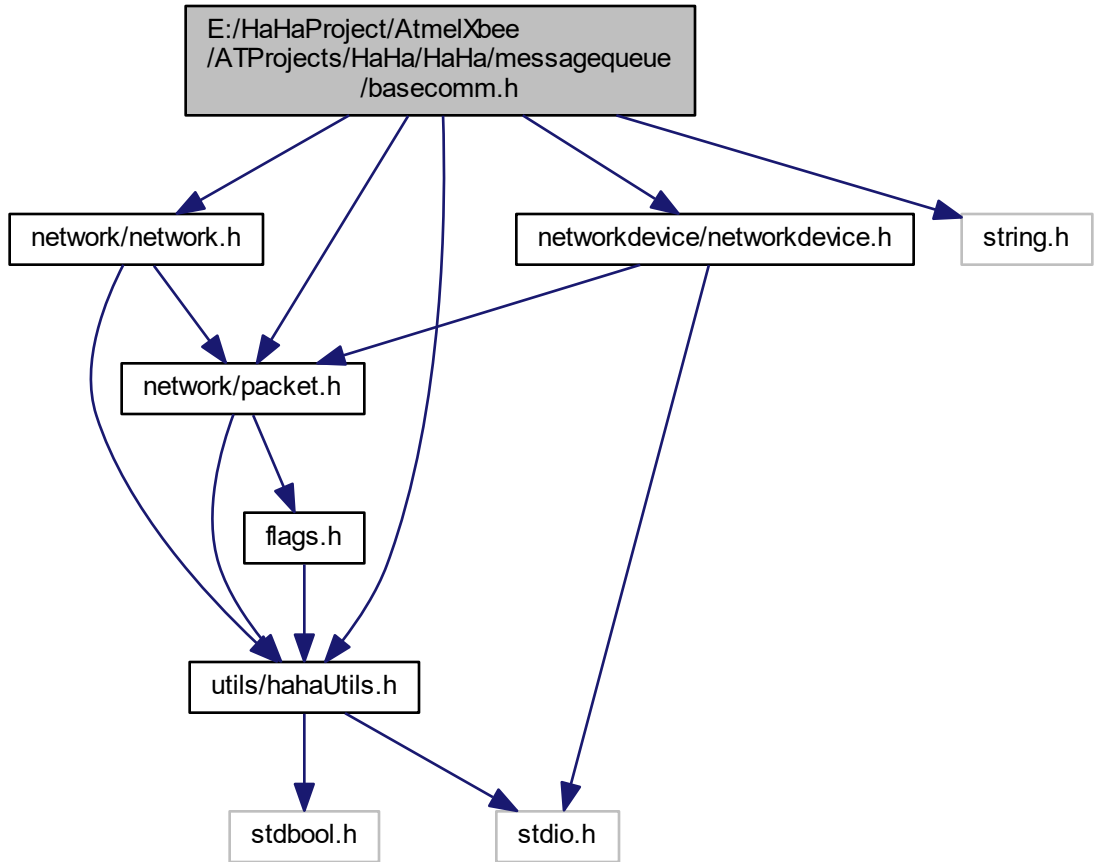 E:/HaHaProject/AtmelXbee
/ATProjects/HaHa/HaHa/messagequeue
/basecomm.h
network/network.h
networkdevice/networkdevice.h
string.h
network/packet.h
flags.h
utils/hahaUtils.h
stdbool.h
stdio.h